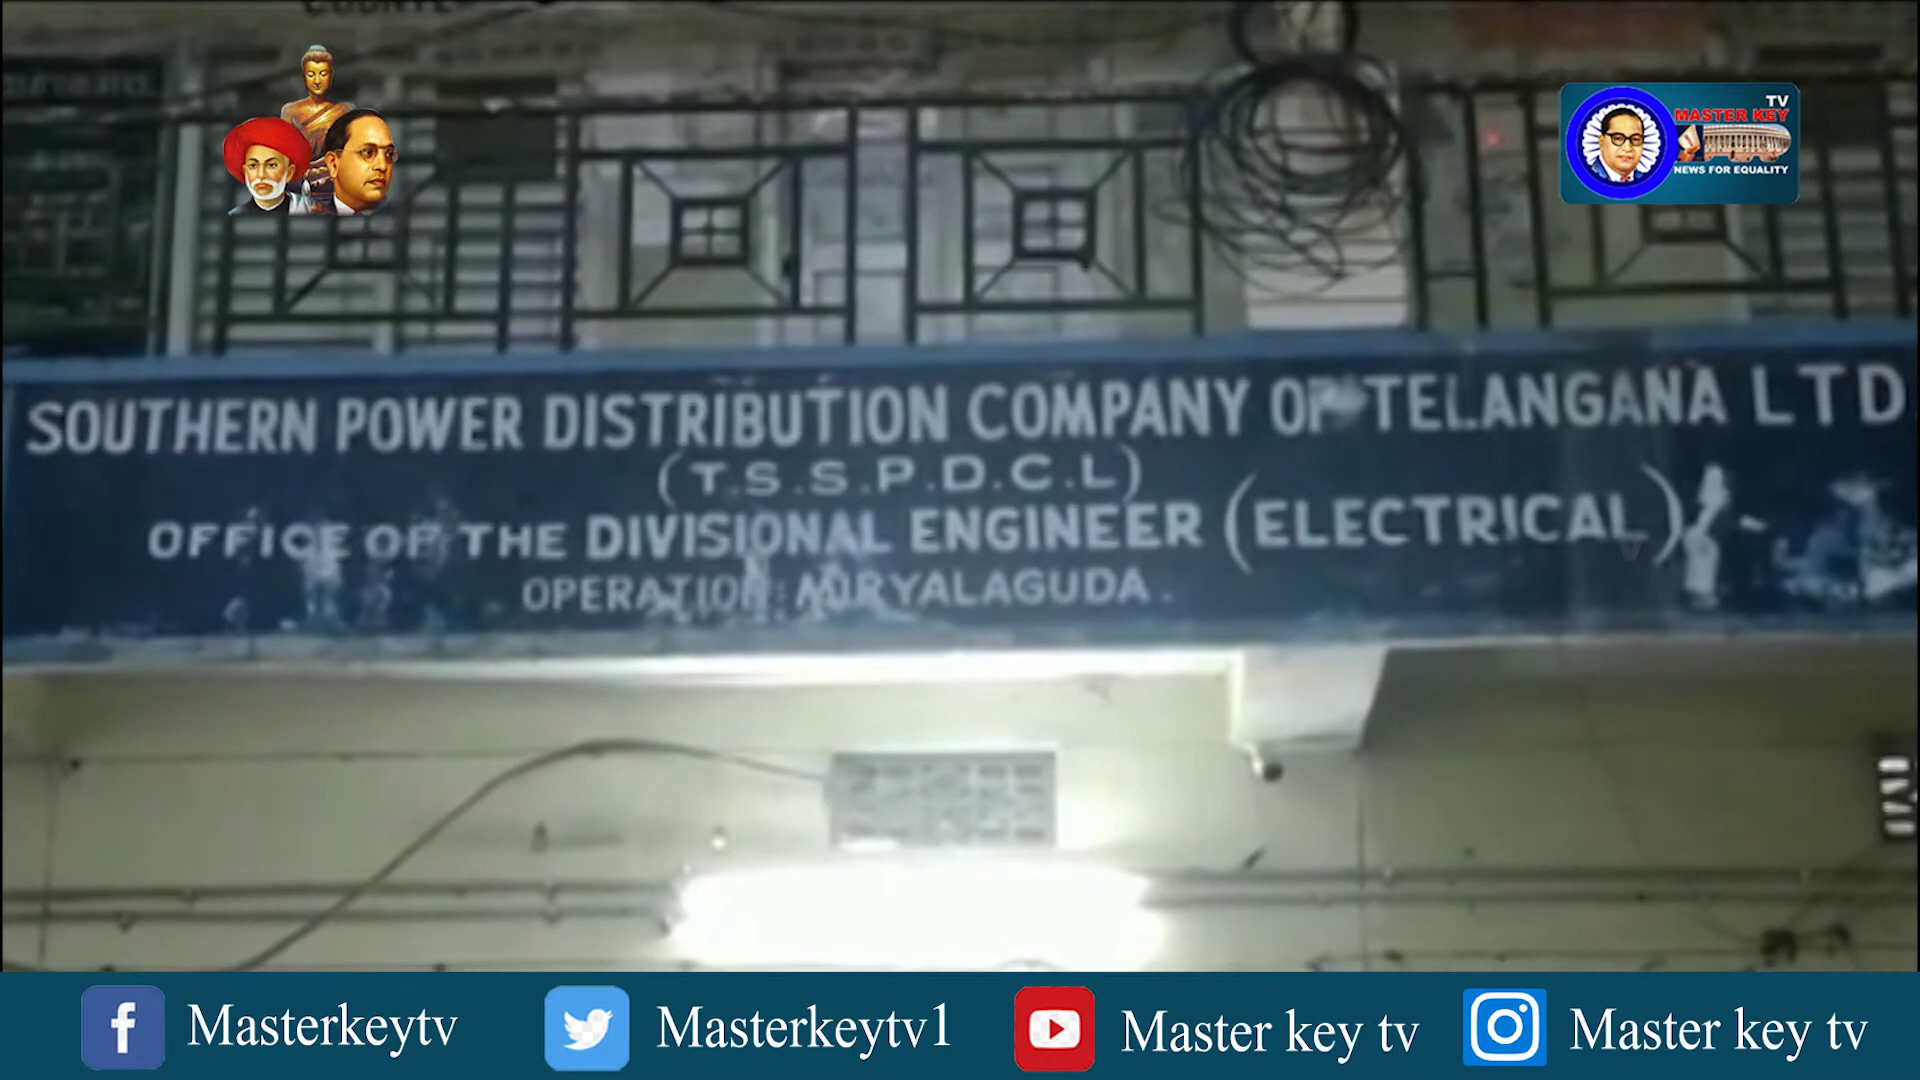 TV
MASTER KEY
NEWS FOR EQUALITY
SOUTHERN POWER DISTRIBUTION COMPANY OF TELANGANA LTD
(T.S.S.P.D.C.L)
OFFICE OF THE DIVISIONAL ENGINEER (ELECTRICAL)
OPERATION: MIRYALAGUDA.
Masterkeytv
Masterkeytv1
Master key tv
Master key tv